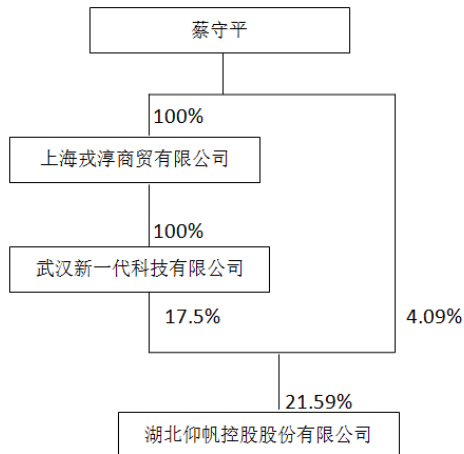 蔡守平
100%
上海戎淳商贸有限公司
100%
武汉新一代科技有限公司
17.5%
4.09%
21.59%
湖北仰帆控股股份有限公司